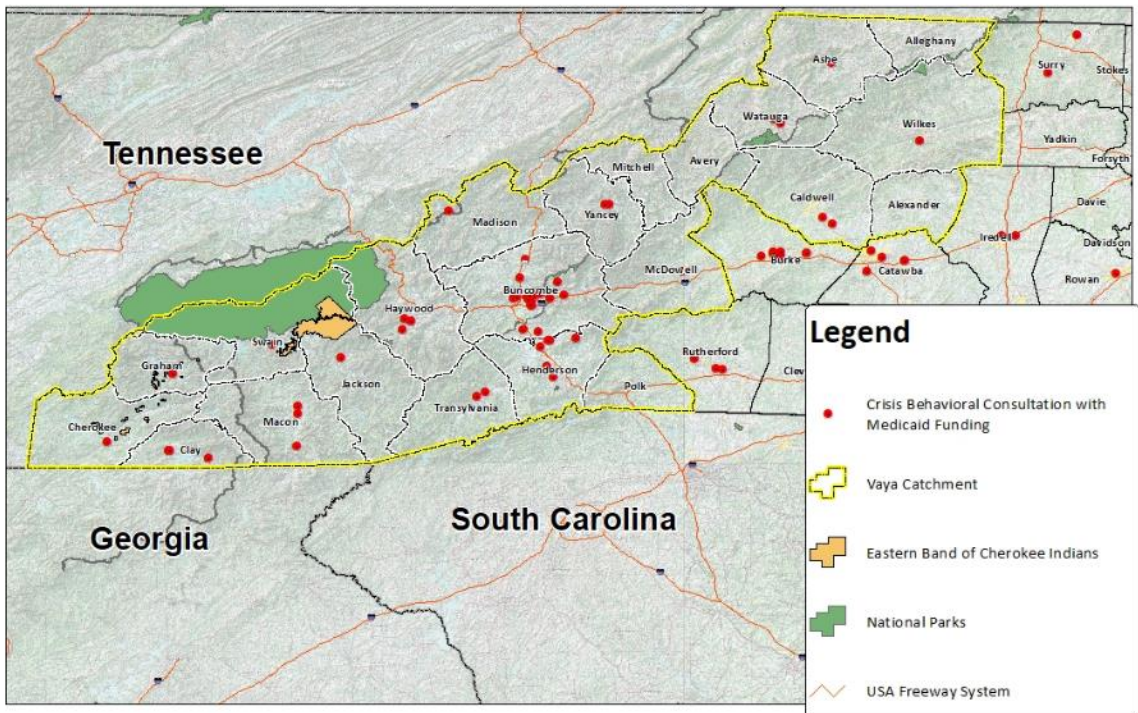 Alleghany
Ashe
Surry
Stokes
Watauga
Wilkes
Yadkin
Tennessee
Mitchell
Avery
Forsyth
Caldwell
Alexander
Davie
Yancey
Madison
Iredell
Davidson
McDowell
Burke
Catawba
Rowan
Buncombe
Haywood
Swain
Rutherford
Graham
Jackson
Henderson
Clev
Polk
Transylvania
Macon
Cherokee
Clay
Georgia
South Carolina
Legend
Crisis Behavioral Consultation with
Medicaid Funding
Vaya Catchment
Eastern Band of Cherokee Indians
National Parks
USA Freeway System